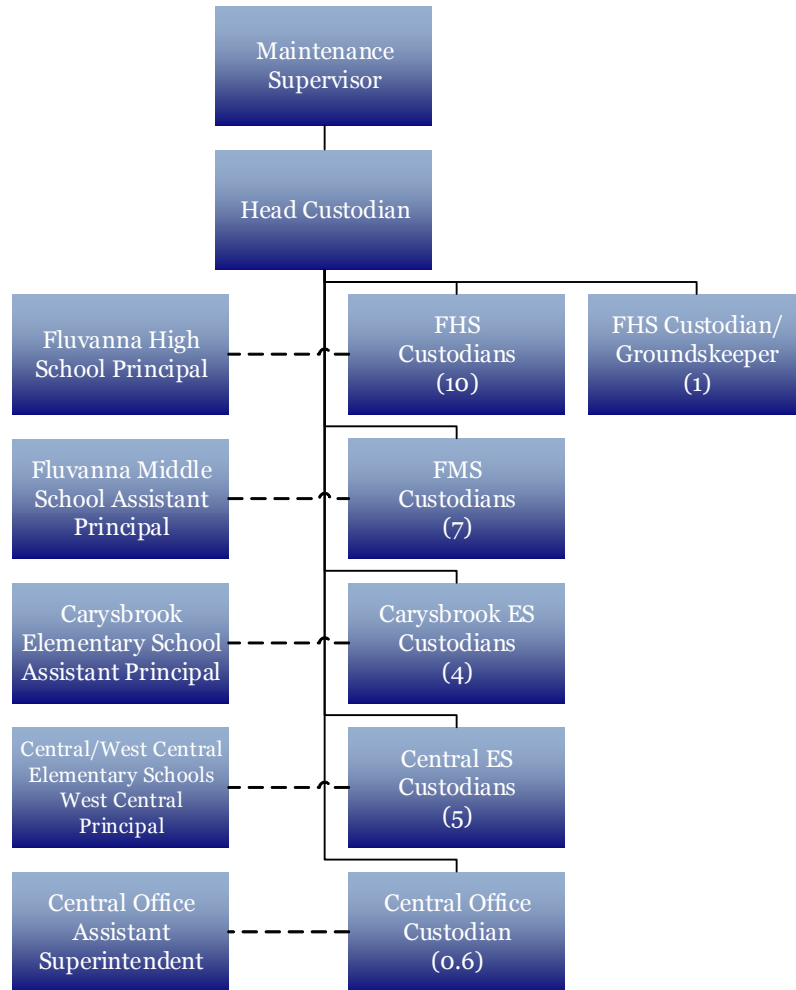 Maintenance
Supervisor
Head Custodian
Fluvanna High
School Principal
FHS
Custodians
(10)
FHS Custodian/
Groundskeeper
(1)
Fluvanna Middle
School Assistant
Principal
FMS
Custodians
(7)
Carysbrook
Elementary School
Assistant Principal
Carysbrook ES
Custodians
(4)
Central/West Central
Elementary Schools
West Central
Principal
Central ES
Custodians
(5)
Central Office
Assistant
Superintendent
Central Office
Custodian
(0.6)